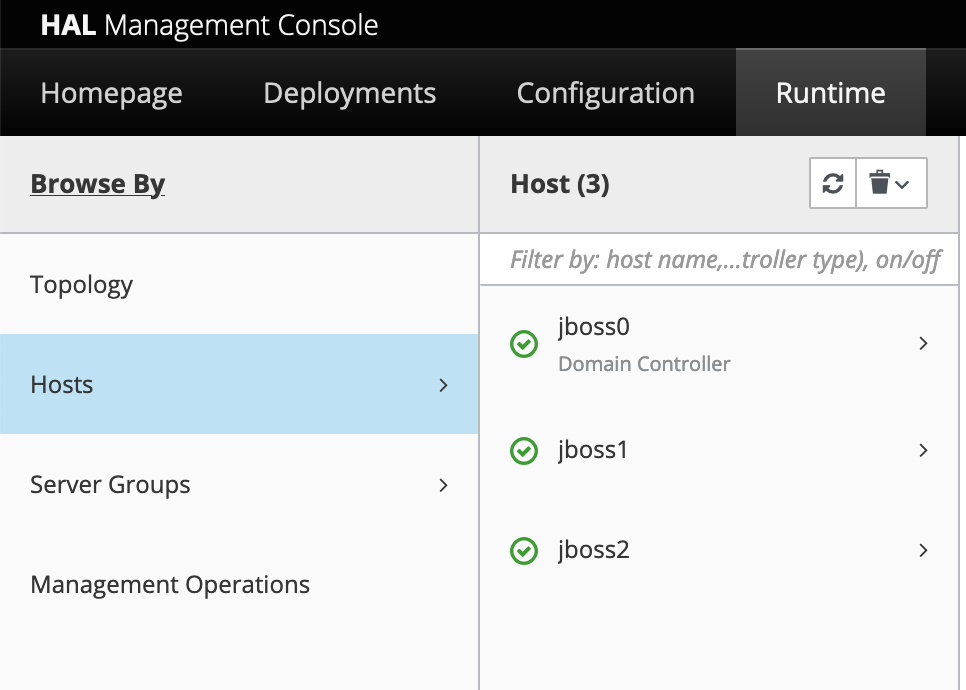 HAL Management Console
Homepage Deployments Configuration Runtime
Browse By
Topology
Hosts
Server Groups
Management Operations
Host (3)
Filter by: host name,...troller type), on/off
jboss0
Domain Controller
jboss1
jboss2